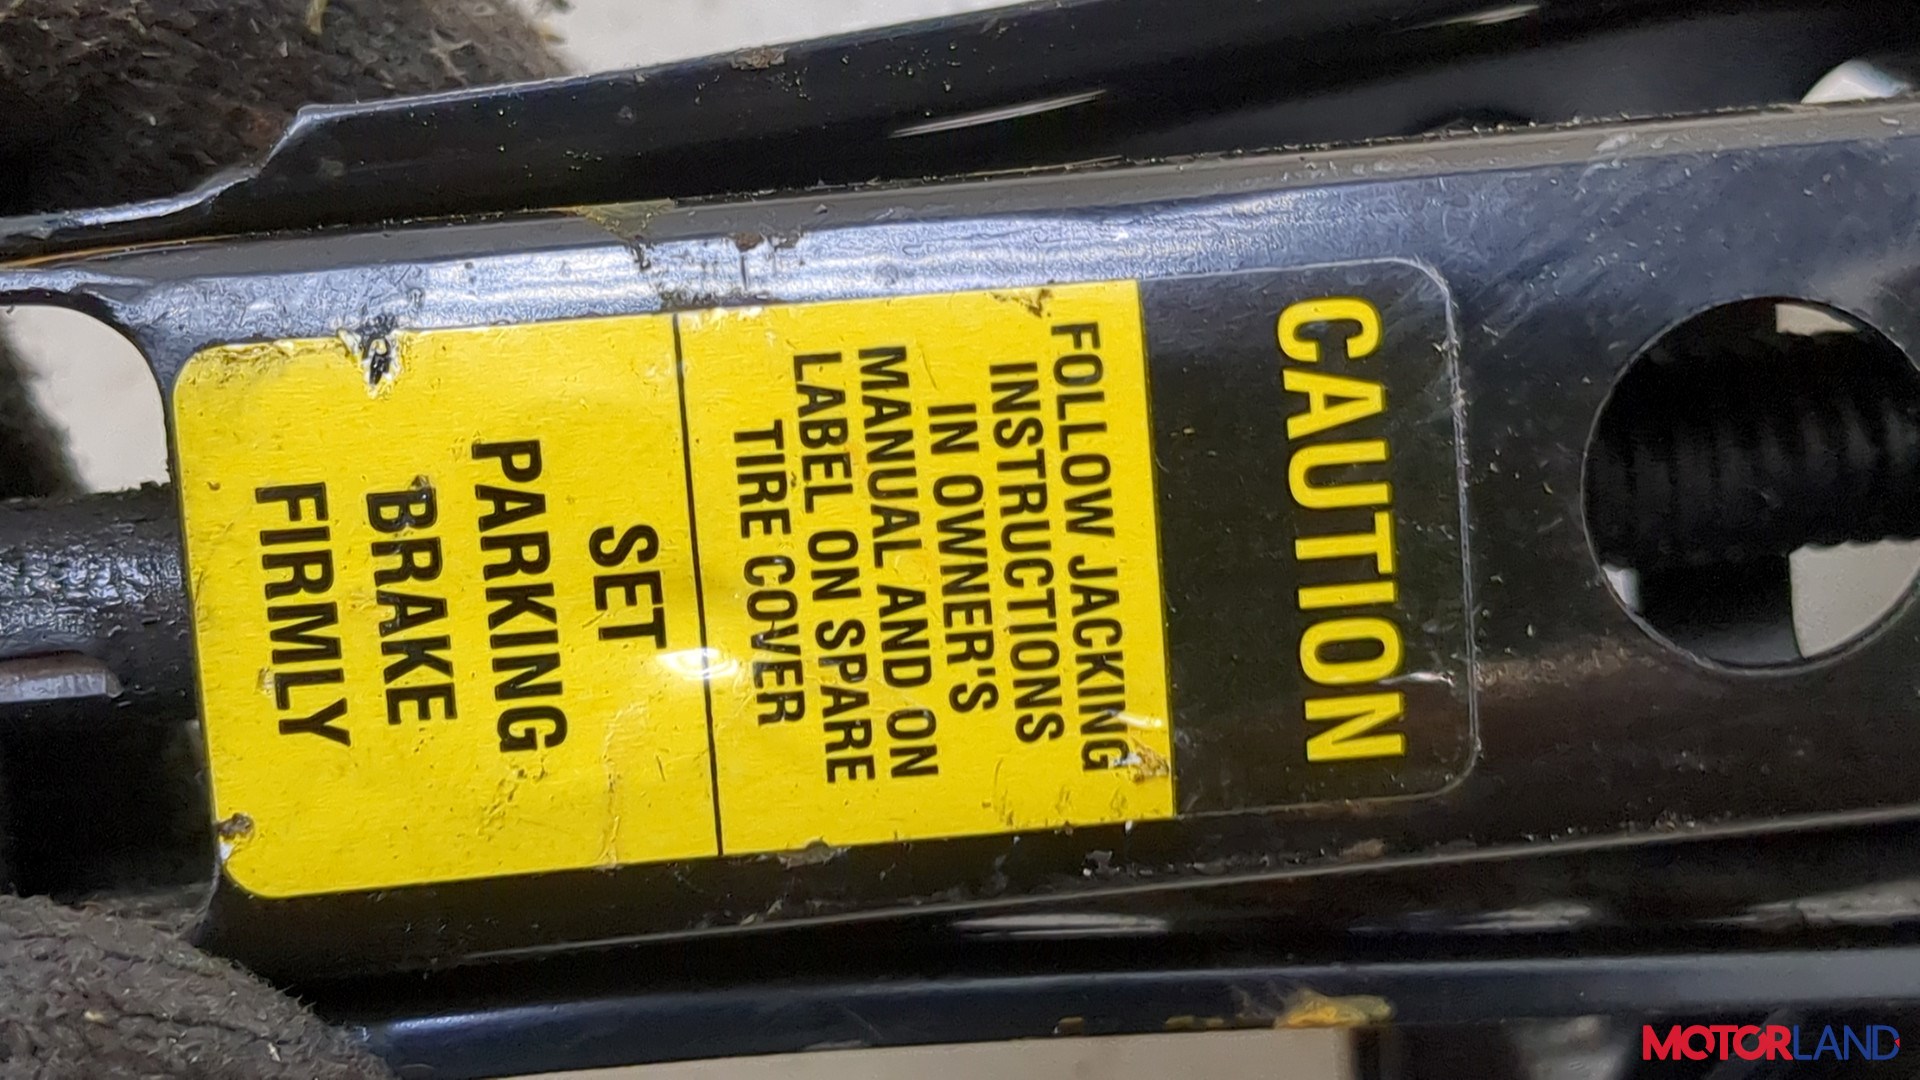 CAUTION
FOLLOW JACKING
INSTRUCTIONS
IN OWNER'S
MANUAL AND ON
LABEL ON SPARE
TIRE COVER
SET
PARKING
BRAKE
FIRMLY
MOTORLAND